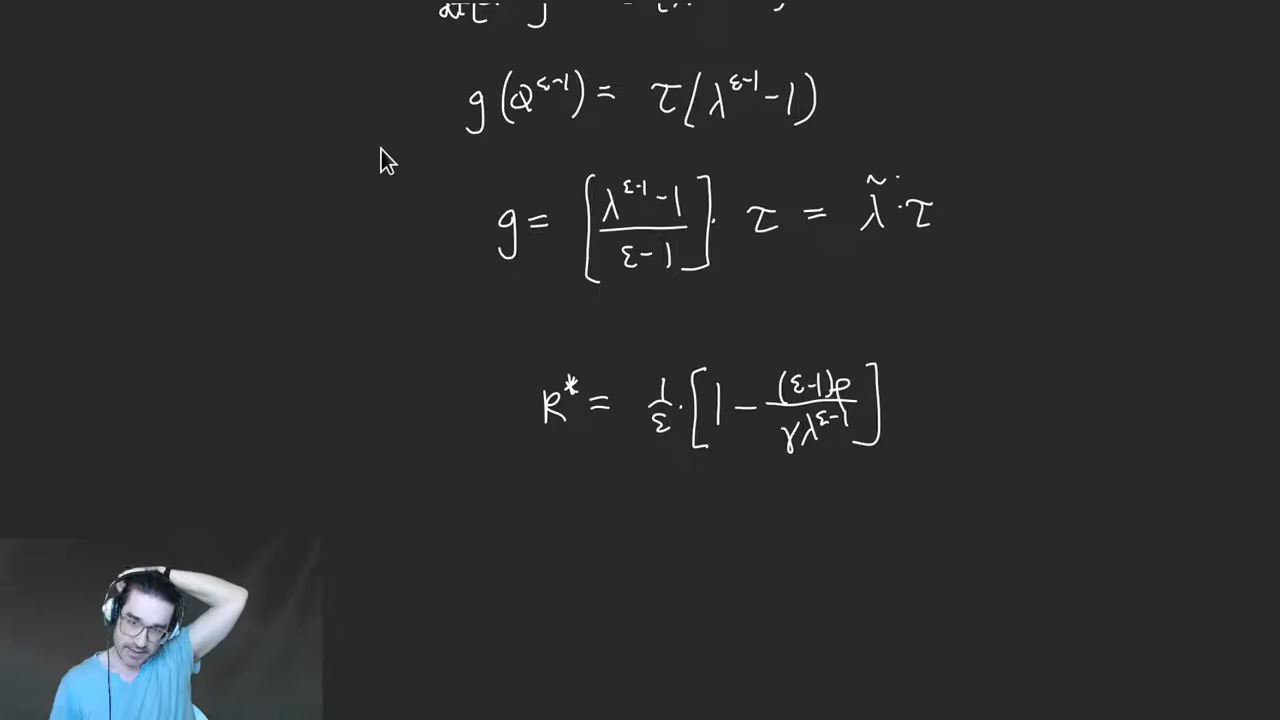 g(Q^{ε-1}) = τ(λ^{ε-1} - 1)
g = [(λ^{ε-1} - 1)/(ε-1)] · τ = λ̃ · τ
R* = 1/ε · [1 - (ε-1)ρ/(γλ^{ε-1})]